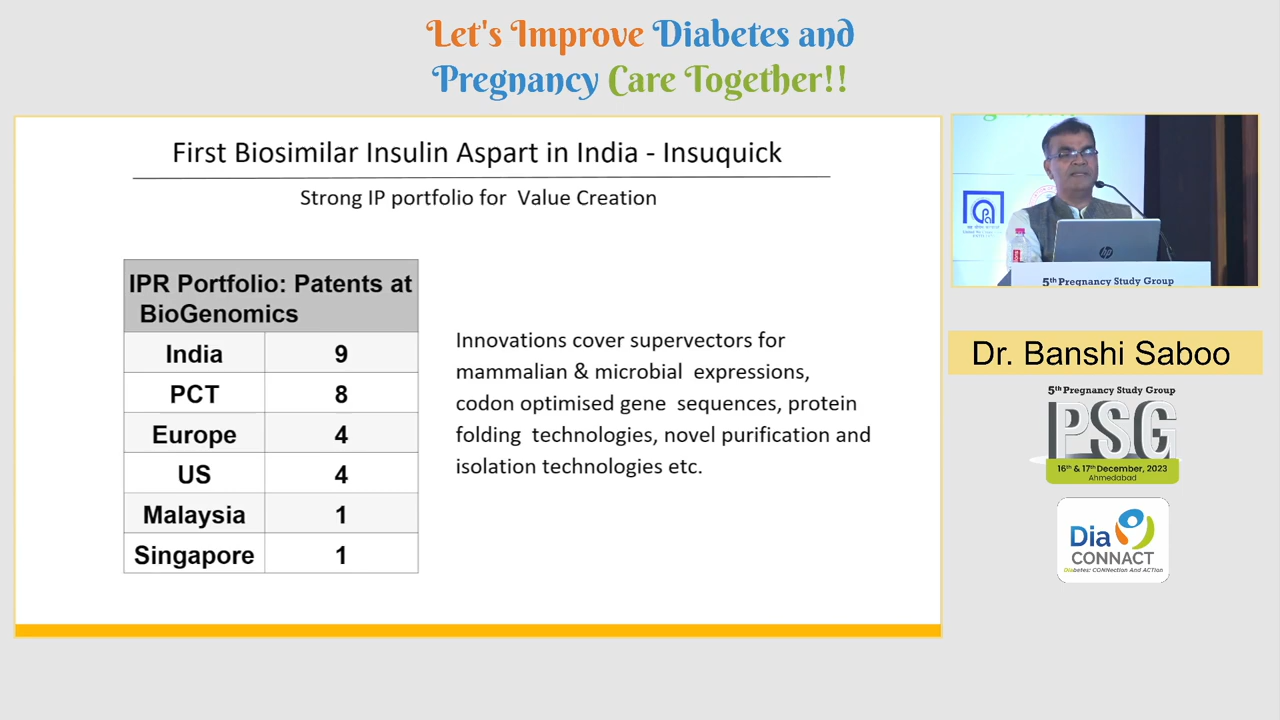 Let's Improve Diabetes and
Pregnancy Care Together!!
First Biosimilar Insulin Aspart in India - Insuquick
Strong IP portfolio for Value Creation
IPR Portfolio: Patents at
BioGenomics
India 9
PCT 8
Europe 4
US 4
Malaysia 1
Singapore 1
Innovations cover supervectors for
mammalian & microbial expressions,
codon optimised gene sequences, protein
folding technologies, novel purification and
isolation technologies etc.
hp
5th Pregnancy Study Group
Dr. Banshi Saboo
5th Pregnancy Study Group
PSG
16th & 17th December, 2023
Ahmedabad
Dia
CONNACT
Diabetes: CONNection And ACTion